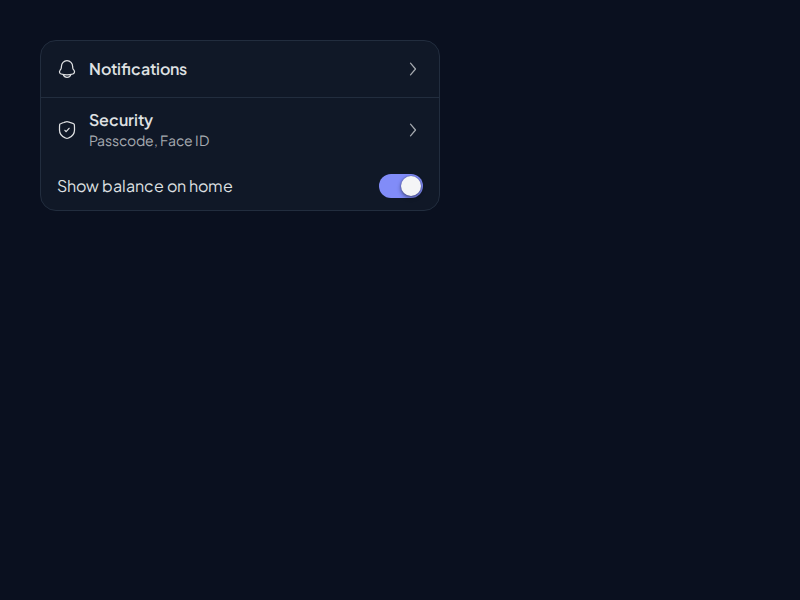 Notifications
Security
Passcode, Face ID
Show balance on home